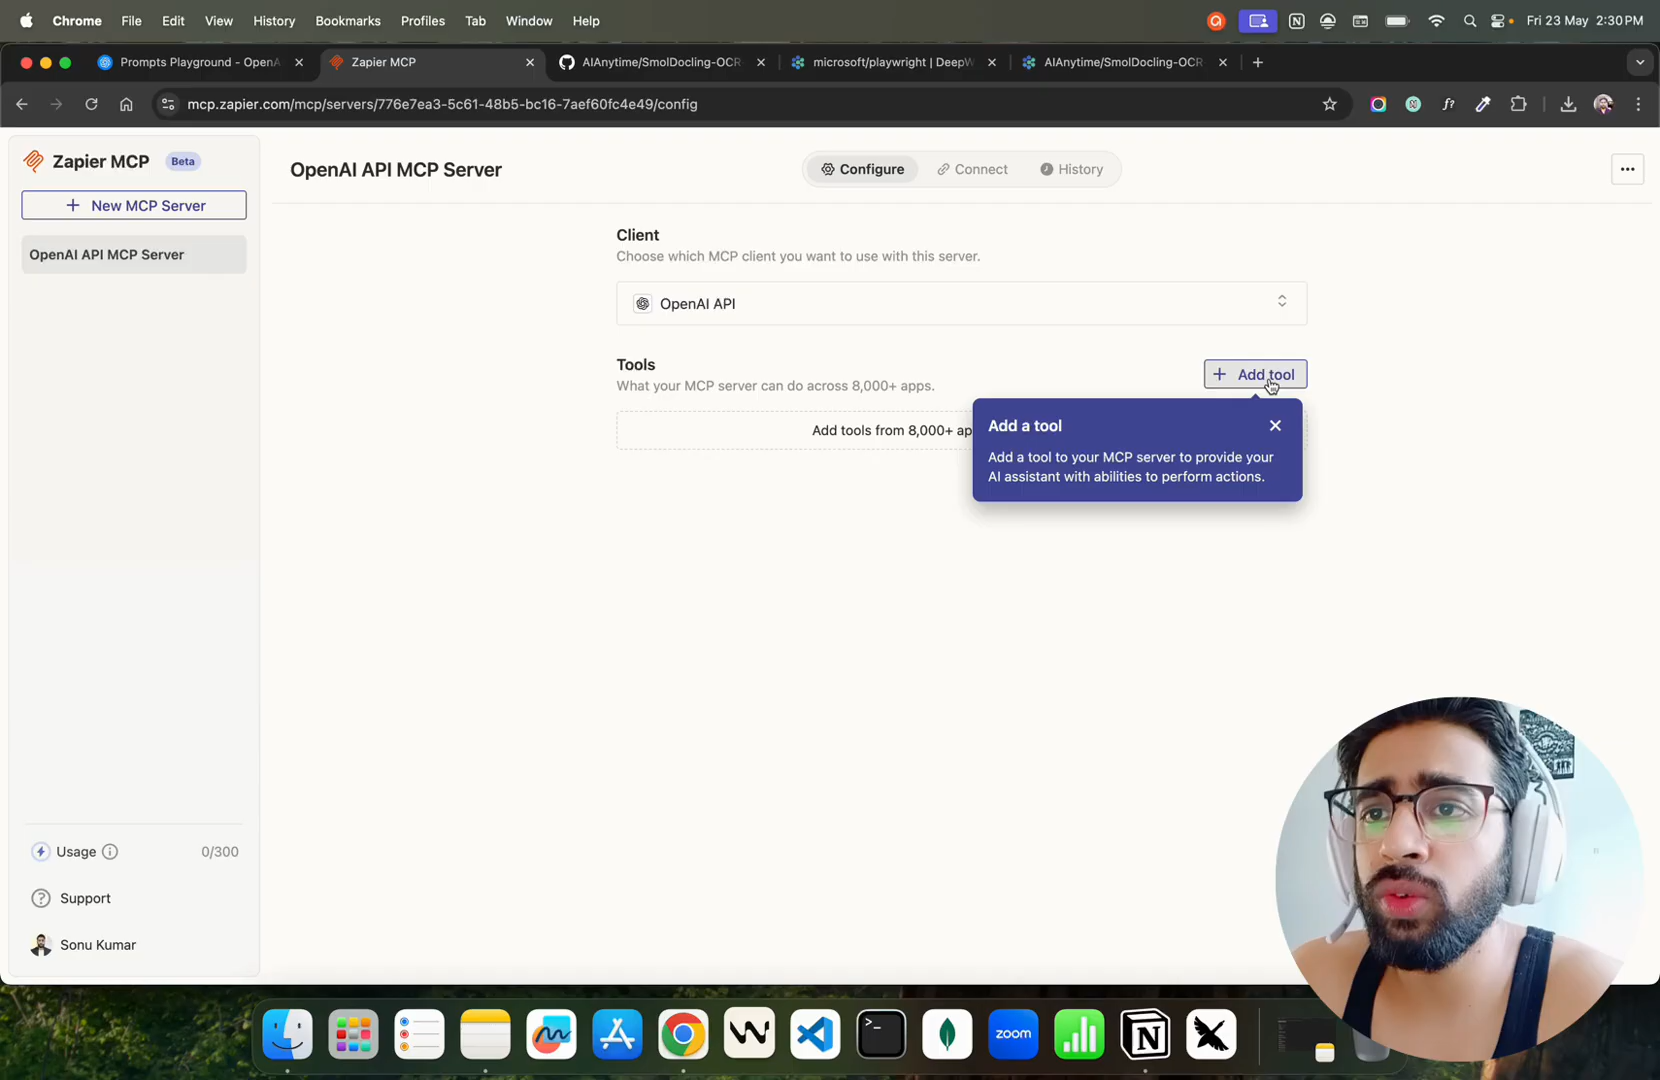 Chrome File Edit View History Bookmarks Profiles Tab Window Help Fri 23 May 2:30 PM
Prompts Playground - OpenA Zapier MCP AIAnytime/SmolDocling-OCR microsoft/playwright | DeepW AIAnytime/SmolDocling-OCR
mcp.zapier.com/mcp/servers/776e7ea3-5c61-48b5-bc16-7aef60fc4e49/config
Zapier MCP Beta
+ New MCP Server
OpenAI API MCP Server
Usage 0/300
Support
Sonu Kumar
OpenAI API MCP Server
Configure Connect History
Client
Choose which MCP client you want to use with this server.
OpenAI API
Tools
What your MCP server can do across 8,000+ apps.
+ Add tool
Add tools from 8,000+ ap
Add a tool
Add a tool to your MCP server to provide your
AI assistant with abilities to perform actions.
zoom